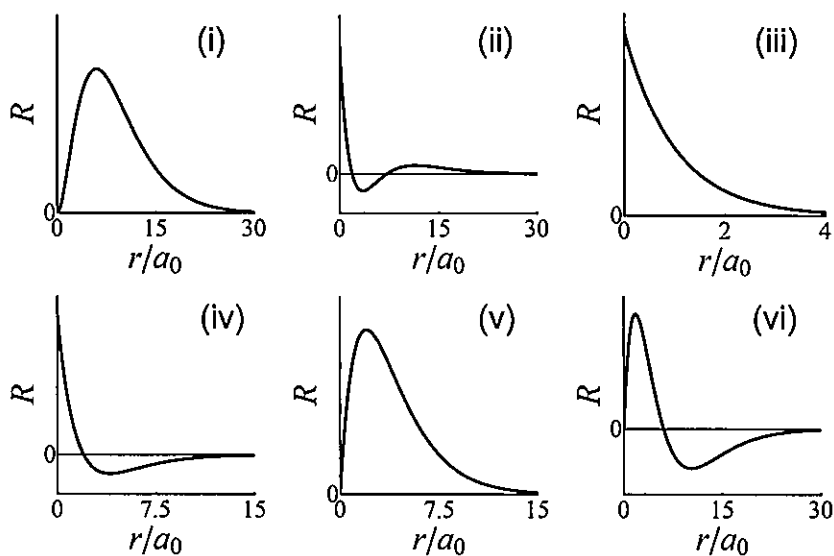 (i)
R
0
0 15 30
r/a₀
(ii)
R
0
0 15 30
r/a₀
(iii)
R
0
0 2 4
r/a₀
(iv)
R
0
0 7.5 15
r/a₀
(v)
R
0
0 7.5 15
r/a₀
(vi)
R
0
0 15 30
r/a₀